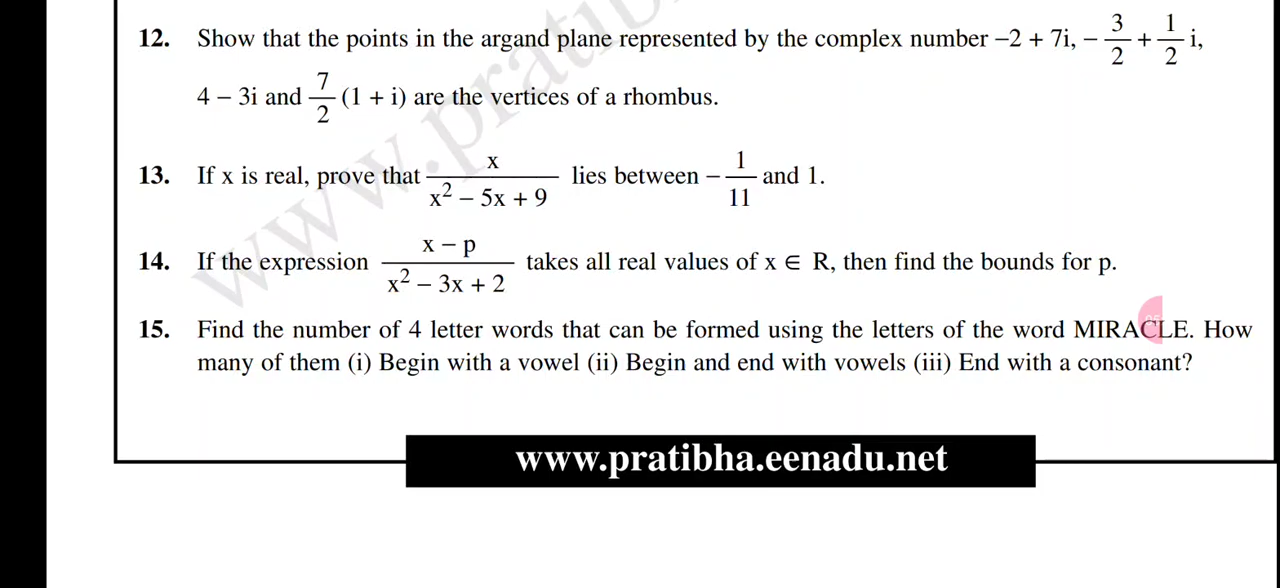 12. Show that the points in the argand plane represented by the complex number –2 + 7i, – 3/2 + 1/2 i,
4 – 3i and 7/2 (1 + i) are the vertices of a rhombus.
13. If x is real, prove that x/(x² – 5x + 9) lies between – 1/11 and 1.
14. If the expression (x – p)/(x² – 3x + 2) takes all real values of x ∈ R, then find the bounds for p.
15. Find the number of 4 letter words that can be formed using the letters of the word MIRACLE. How
many of them (i) Begin with a vowel (ii) Begin and end with vowels (iii) End with a consonant?
www.pratibha.eenadu.net
www.pratib